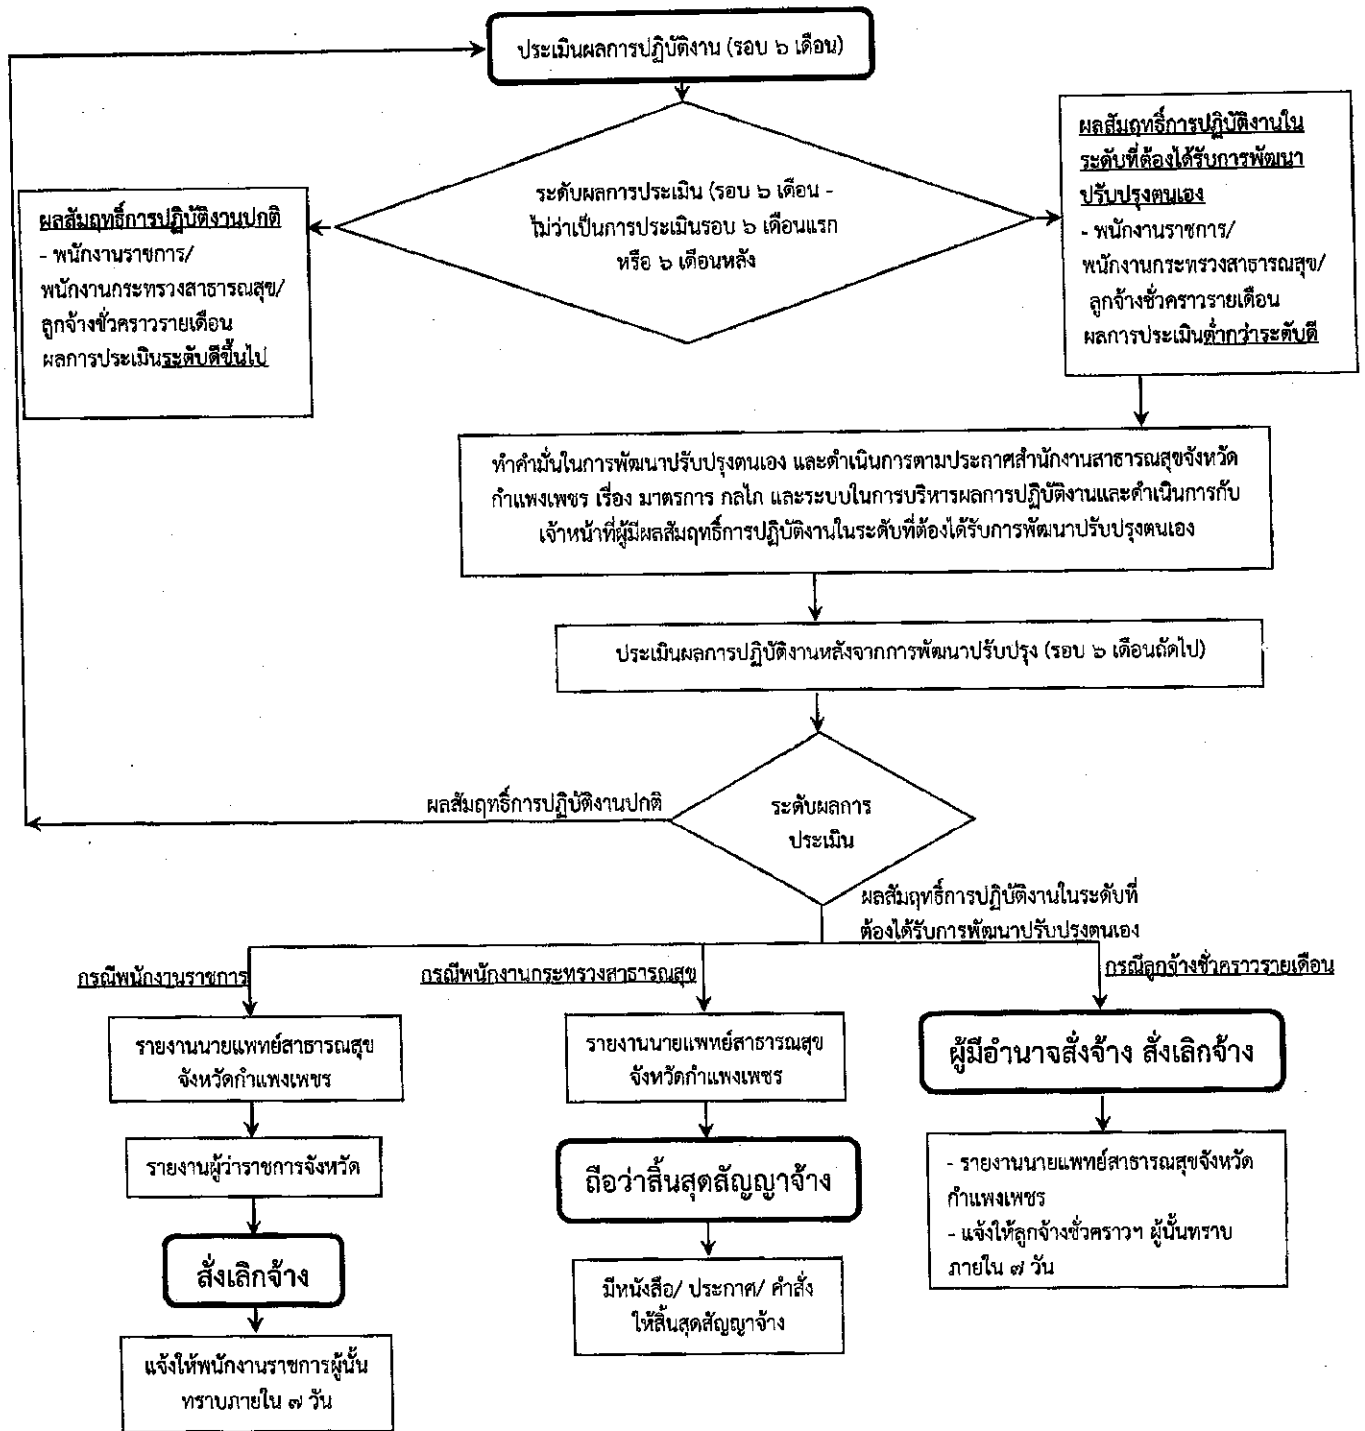 ประเมินผลการปฏิบัติงาน (รอบ ๖ เดือน)
ระดับผลการประเมิน (รอบ ๖ เดือน -
ไม่ว่าเป็นการประเมินรอบ ๖ เดือนแรก
หรือ ๖ เดือนหลัง
ผลสัมฤทธิ์การปฏิบัติงานปกติ
- พนักงานราชการ/
พนักงานกระทรวงสาธารณสุข/
ลูกจ้างชั่วคราวรายเดือน
ผลการประเมินระดับดีขึ้นไป
ผลสัมฤทธิ์การปฏิบัติงานใน
ระดับที่ต้องได้รับการพัฒนา
ปรับปรุงตนเอง
- พนักงานราชการ/
พนักงานกระทรวงสาธารณสุข/
ลูกจ้างชั่วคราวรายเดือน
ผลการประเมินต่ำกว่าระดับดี
ทำคำมั่นในการพัฒนาปรับปรุงตนเอง และดำเนินการตามประกาศสำนักงานสาธารณสุขจังหวัด
กำแพงเพชร เรื่อง มาตรการ กลไก และระบบในการบริหารผลการปฏิบัติงานและดำเนินการกับ
เจ้าหน้าที่ผู้มีผลสัมฤทธิ์การปฏิบัติงานในระดับที่ต้องได้รับการพัฒนาปรับปรุงตนเอง
ประเมินผลการปฏิบัติงานหลังจากการพัฒนาปรับปรุง (รอบ ๖ เดือนถัดไป)
ระดับผลการ
ประเมิน
ผลสัมฤทธิ์การปฏิบัติงานปกติ
ผลสัมฤทธิ์การปฏิบัติงานในระดับที่
ต้องได้รับการพัฒนาปรับปรุงตนเอง
กรณีพนักงานราชการ
รายงานนายแพทย์สาธารณสุข
จังหวัดกำแพงเพชร
รายงานผู้ว่าราชการจังหวัด
สั่งเลิกจ้าง
แจ้งให้พนักงานราชการผู้นั้น
ทราบภายใน ๗ วัน
กรณีพนักงานกระทรวงสาธารณสุข
รายงานนายแพทย์สาธารณสุข
จังหวัดกำแพงเพชร
ถือว่าสิ้นสุดสัญญาจ้าง
มีหนังสือ/ ประกาศ/ คำสั่ง
ให้สิ้นสุดสัญญาจ้าง
กรณีลูกจ้างชั่วคราวรายเดือน
ผู้มีอำนาจสั่งจ้าง สั่งเลิกจ้าง
- รายงานนายแพทย์สาธารณสุขจังหวัด
กำแพงเพชร
- แจ้งให้ลูกจ้างชั่วคราวฯ ผู้นั้นทราบ
ภายใน ๗ วัน